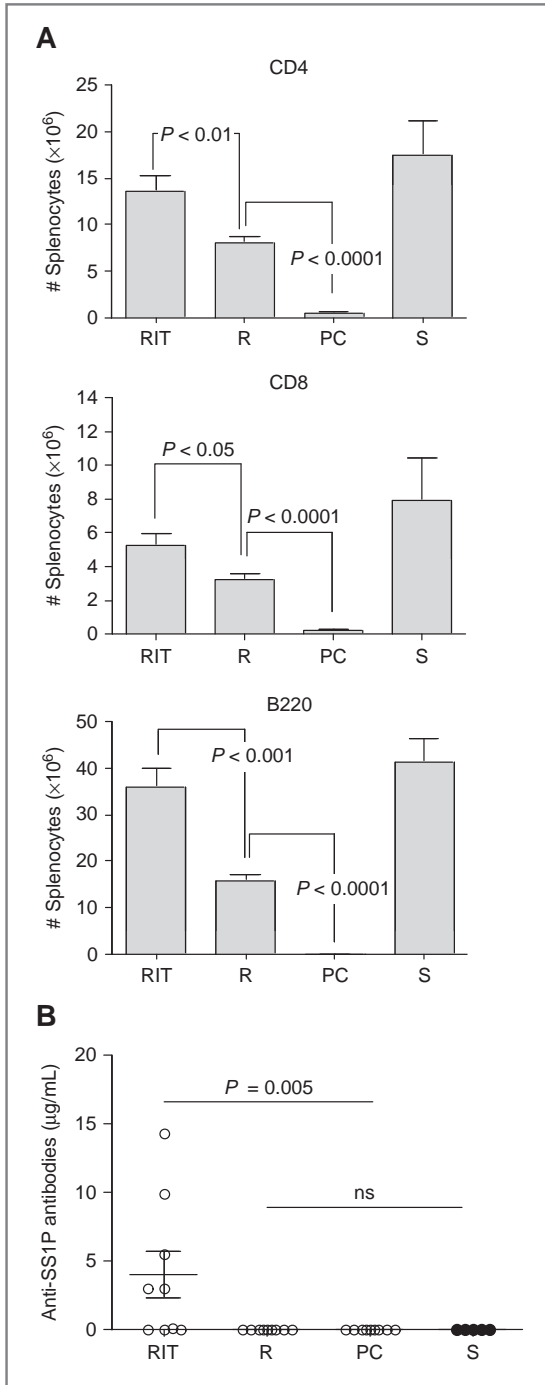 A
CD4
# Splenocytes (×10⁶)
25
20
15
10
5
0
P < 0.01
P < 0.0001
RIT R PC S
CD8
# Splenocytes (×10⁶)
14
12
10
8
6
4
2
0
P < 0.05
P < 0.0001
RIT R PC S
B220
# Splenocytes (×10⁶)
50
40
30
20
10
0
P < 0.001
P < 0.0001
RIT R PC S
B
Anti-SS1P antibodies (μg/mL)
20
15
10
5
0
P = 0.005
ns
RIT R PC S